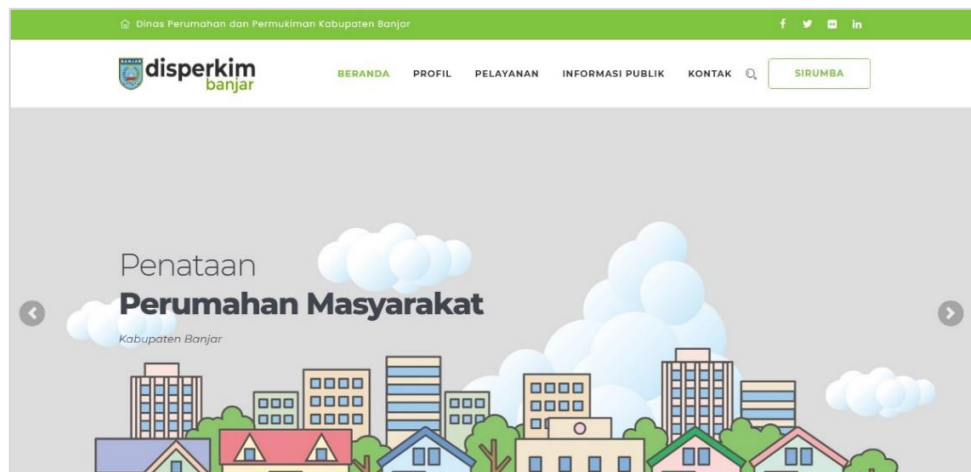 Dinas Perumahan dan Permukiman Kabupaten Banjar
BANJAR
disperkim
banjar
BERANDA PROFIL PELAYANAN INFORMASI PUBLIK KONTAK SIRUMBA
Penataan
Perumahan Masyarakat
Kabupaten Banjar